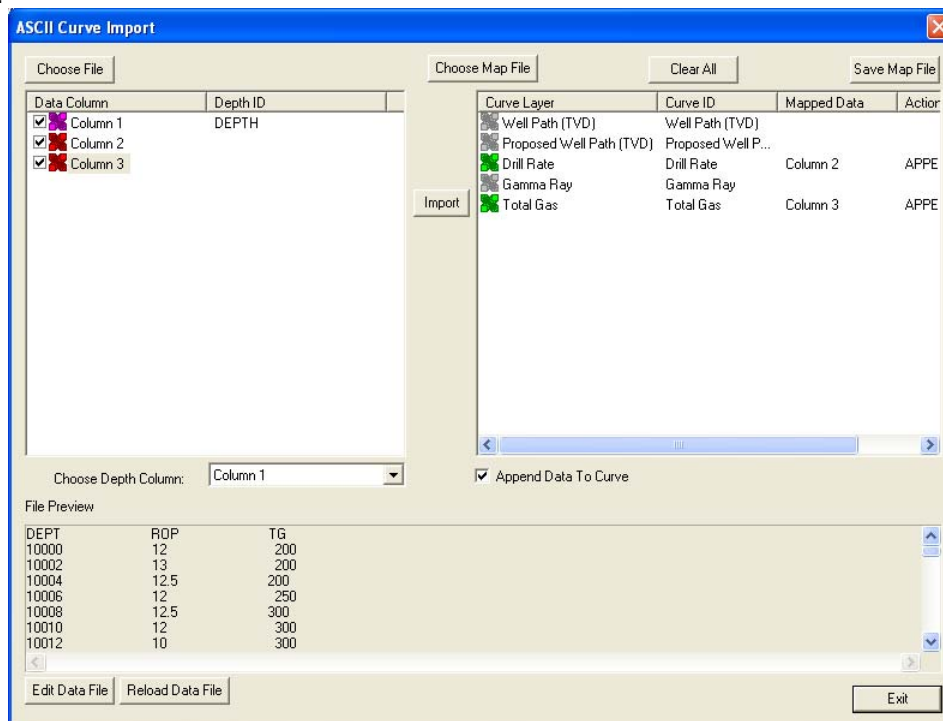 ASCII Curve Import
Choose File Choose Map File Clear All Save Map File
Data Column Depth ID
Column 1 DEPTH
Column 2
Column 3
Import
Curve Layer Curve ID Mapped Data Action
Well Path (TVD) Well Path (TVD)
Proposed Well Path (TVD) Proposed Well P...
Drill Rate Drill Rate Column 2 APPE
Gamma Ray Gamma Ray
Total Gas Total Gas Column 3 APPE
Choose Depth Column: Column 1
Append Data To Curve
File Preview
DEPT ROP TG
10000 12 200
10002 13 200
10004 12.5 200
10006 12 250
10008 12.5 300
10010 12 300
10012 10 300
Edit Data File Reload Data File Exit